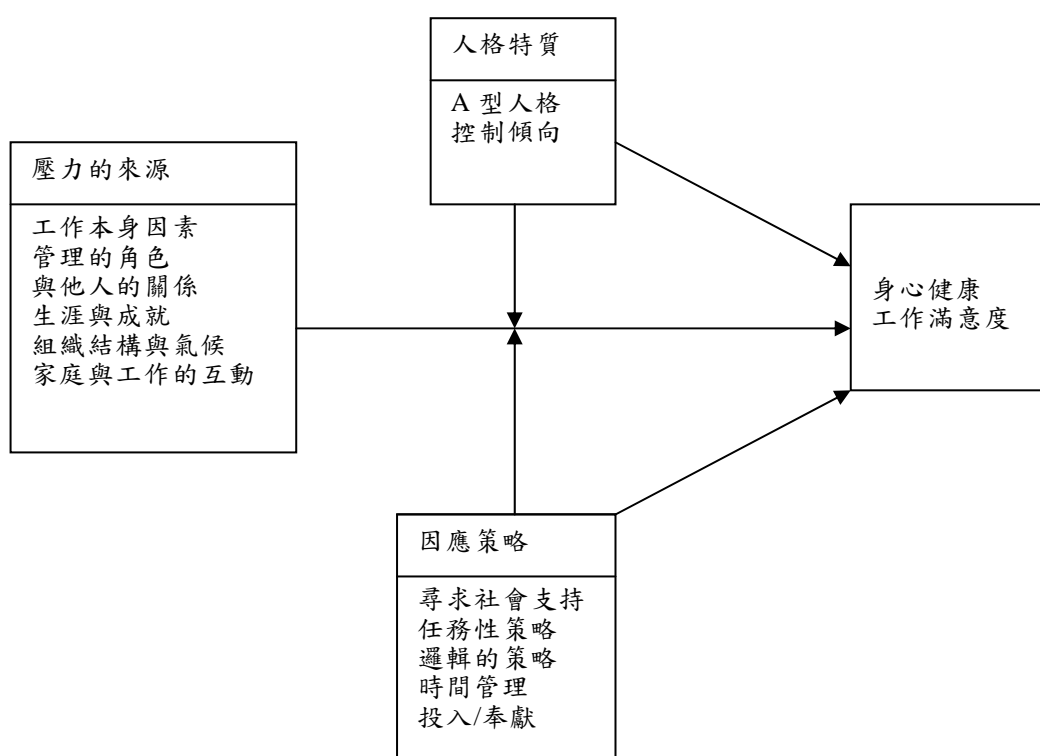 人格特質
A 型人格
控制傾向
壓力的來源
工作本身因素
管理的角色
與他人的關係
生涯與成就
組織結構與氣候
家庭與工作的互動
身心健康
工作滿意度
因應策略
尋求社會支持
任務性策略
邏輯的策略
時間管理
投入/奉獻